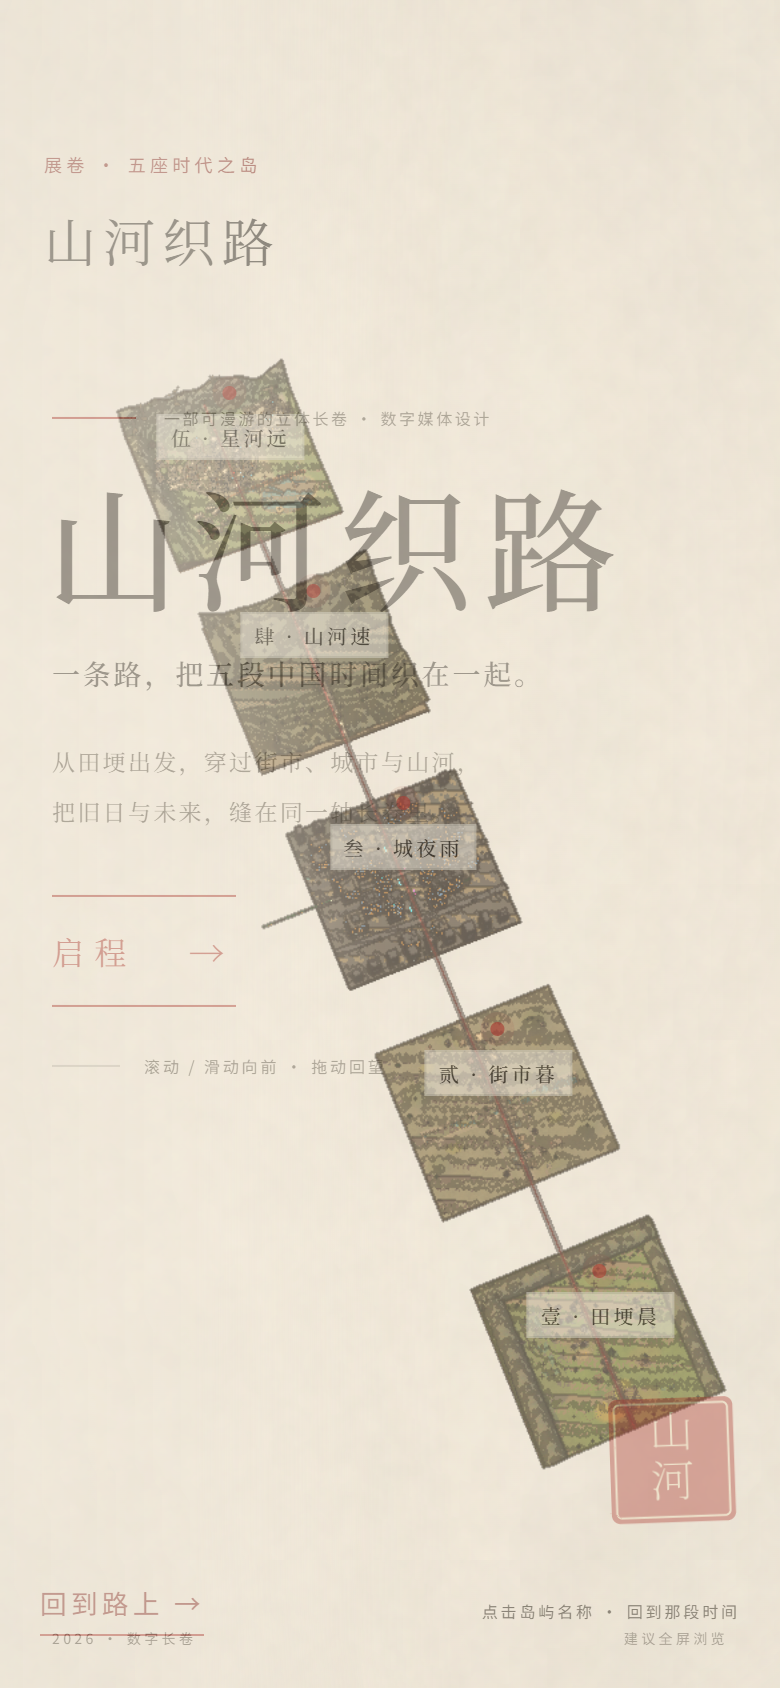 展卷 · 五座时代之岛
山河织路
一部可漫游的立体长卷 · 数字媒体设计
伍 · 星河远
山河织路
肆 · 山河速
一条路，把五段中国时间织在一起。
从田埂出发，穿过街市、城市与山河，
把旧日与未来，缝在同一轴
叁 · 城夜雨
启程 →
滚动 / 滑动向前 · 拖动回望
贰 · 街市暮
壹 · 田埂晨
山河
回到路上 →
2026 · 数字长卷
点击岛屿名称 · 回到那段时间
建议全屏浏览